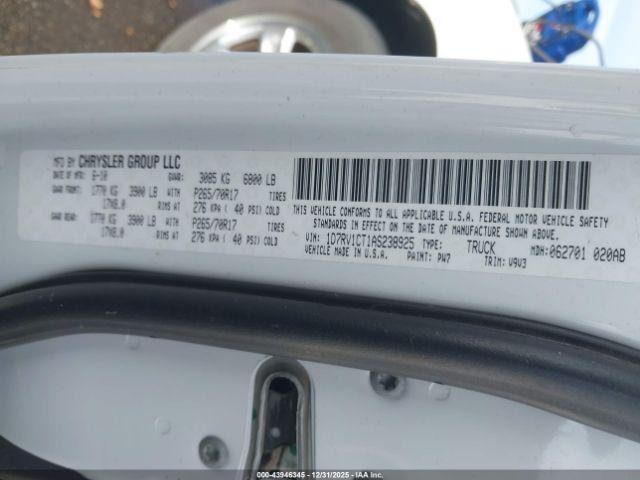 MFD BY CHRYSLER GROUP LLC
DATE OF MFR: 6-10 GVWR: 3085 KG 6800 LB
GAWR FRONT: 1770 KG 3900 LB WITH P265/70R17 TIRES
17X8.0 RIMS AT 276 KPA ( 40 PSI) COLD
GAWR REAR: 1770 KG 3900 LB WITH P265/70R17 TIRES
17X8.0 RIMS AT 276 KPA ( 40 PSI) COLD
THIS VEHICLE CONFORMS TO ALL APPLICABLE U.S.A. FEDERAL MOTOR VEHICLE SAFETY
STANDARDS IN EFFECT ON THE DATE OF MANUFACTURE SHOWN ABOVE.
VIN: 1D7RV1CT1AS238925 TYPE: TRUCK MDH:062701 020AB
VEHICLE MADE IN U.S.A. PAINT: PW7 TRIM: V9V3
000-43946345 - 12/31/2025 - IAA Inc.